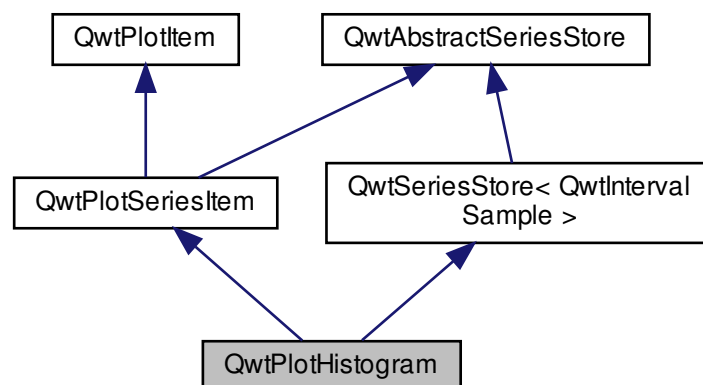 QwtPlotItem
QwtAbstractSeriesStore
QwtPlotSeriesItem
QwtSeriesStore< QwtInterval
Sample >
QwtPlotHistogram